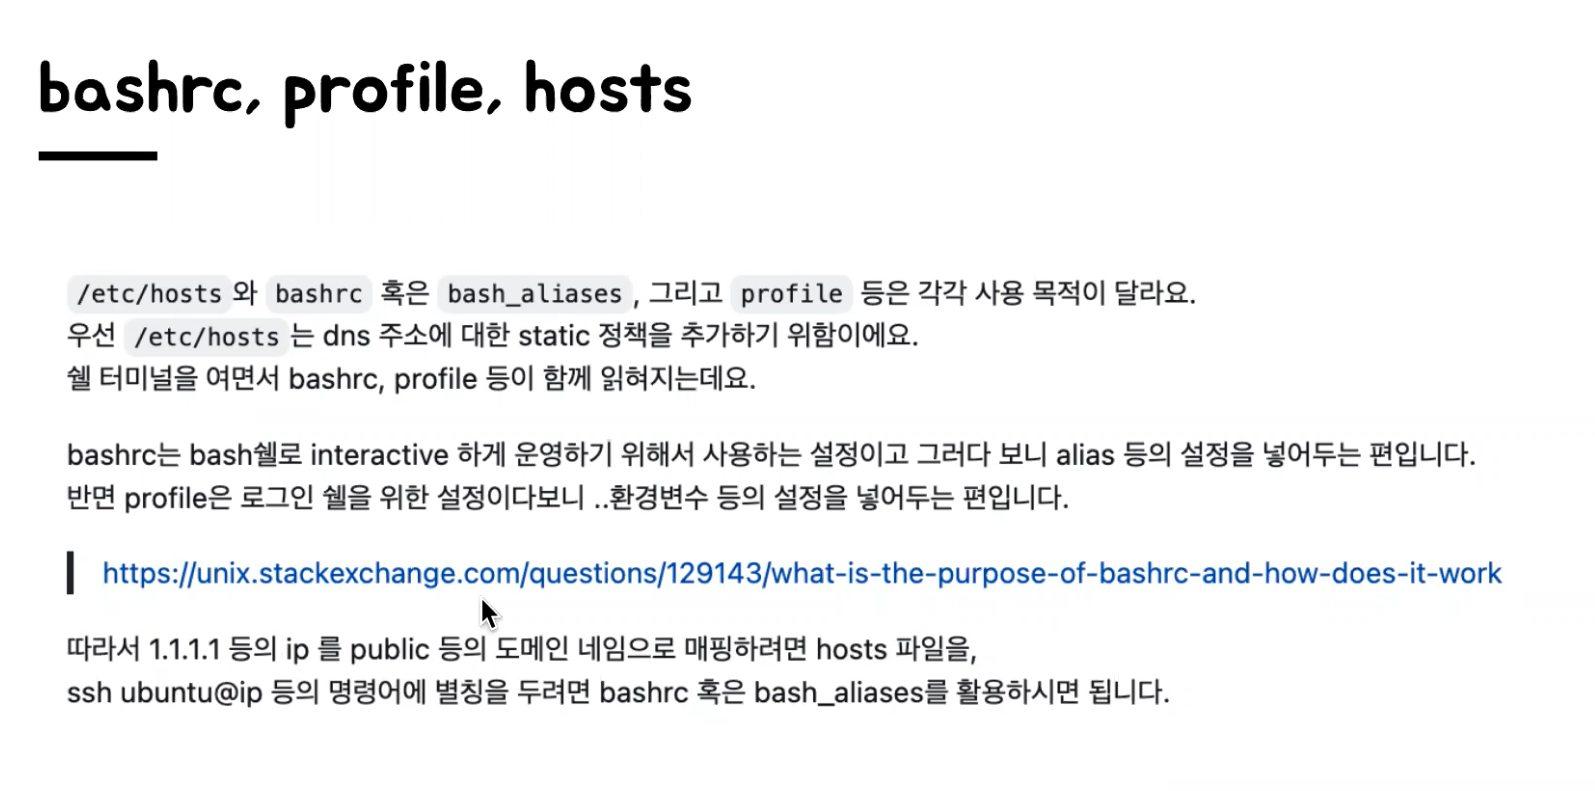 bashrc, profile, hosts
/etc/hosts와 bashrc 혹은 bash_aliases, 그리고 profile 등은 각각 사용 목적이 달라요.
우선 /etc/hosts는 dns 주소에 대한 static 정책을 추가하기 위함이에요.
쉘 터미널을 여면서 bashrc, profile 등이 함께 읽혀지는데요.
bashrc는 bash쉘로 interactive 하게 운영하기 위해서 사용하는 설정이고 그러다 보니 alias 등의 설정을 넣어두는 편입니다.
반면 profile은 로그인 쉘을 위한 설정이다보니 ..환경변수 등의 설정을 넣어두는 편입니다.
https://unix.stackexchange.com/questions/129143/what-is-the-purpose-of-bashrc-and-how-does-it-work
따라서 1.1.1.1 등의 ip 를 public 등의 도메인 네임으로 매핑하려면 hosts 파일을,
ssh ubuntu@ip 등의 명령어에 별칭을 두려면 bashrc 혹은 bash_aliases를 활용하시면 됩니다.